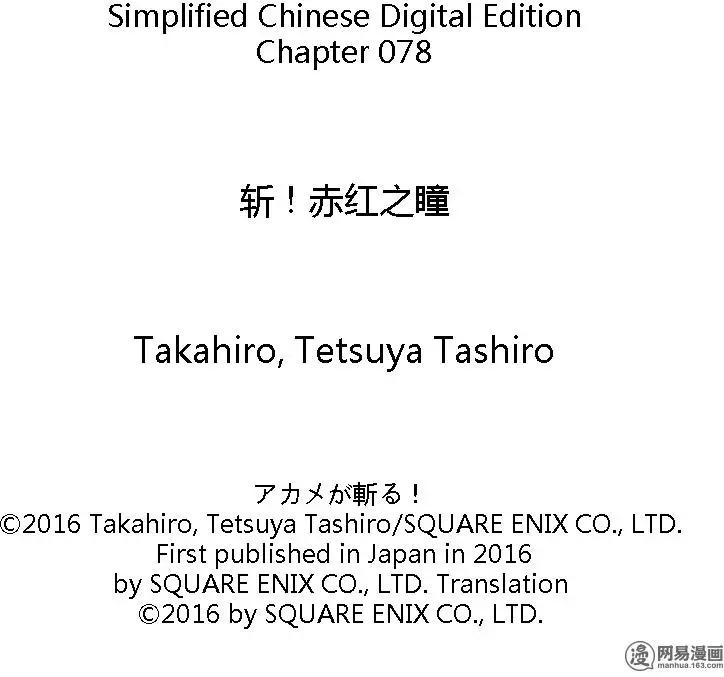 Simplified Chinese Digital Edition
Chapter 078
斩！赤红之瞳
Takahiro, Tetsuya Tashiro
アカメが斬る！
©2016 Takahiro, Tetsuya Tashiro/SQUARE ENIX CO., LTD.
First published in Japan in 2016
by SQUARE ENIX CO., LTD. Translation
©2016 by SQUARE ENIX CO., LTD.
漫 网易漫画
manhua.163.com